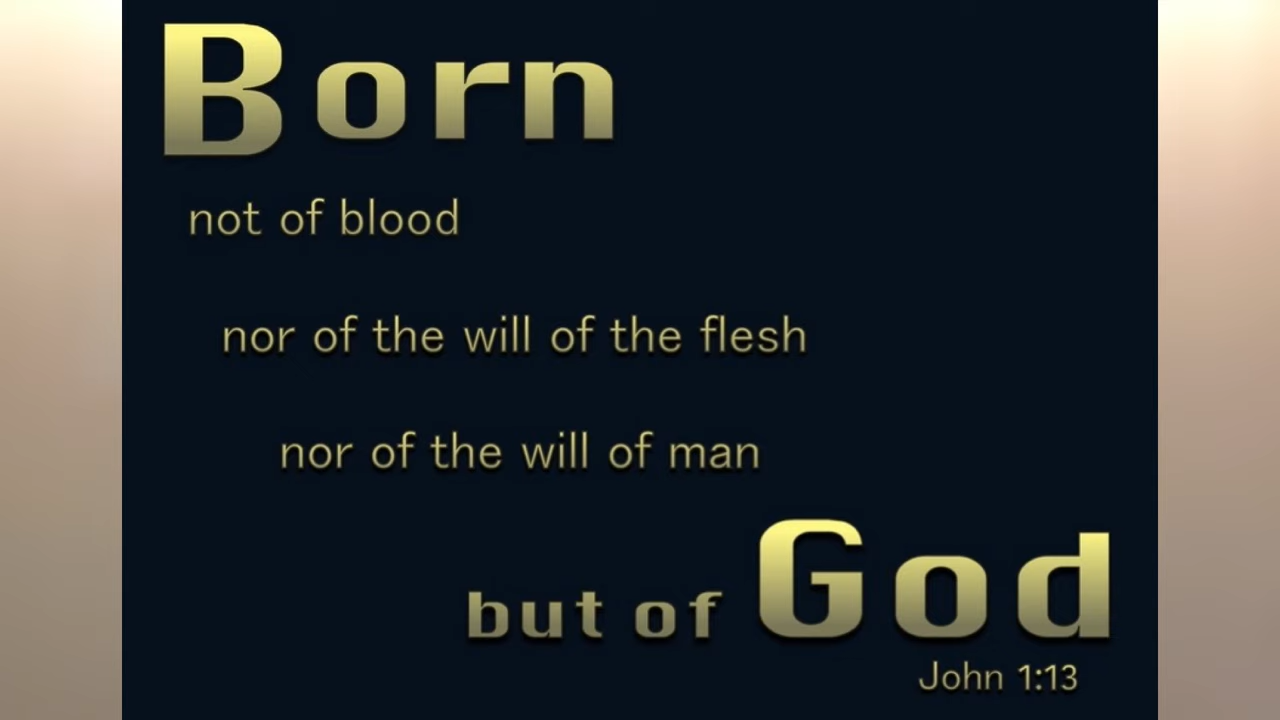 Born
not of blood
nor of the will of the flesh
nor of the will of man
but of God
John 1:13